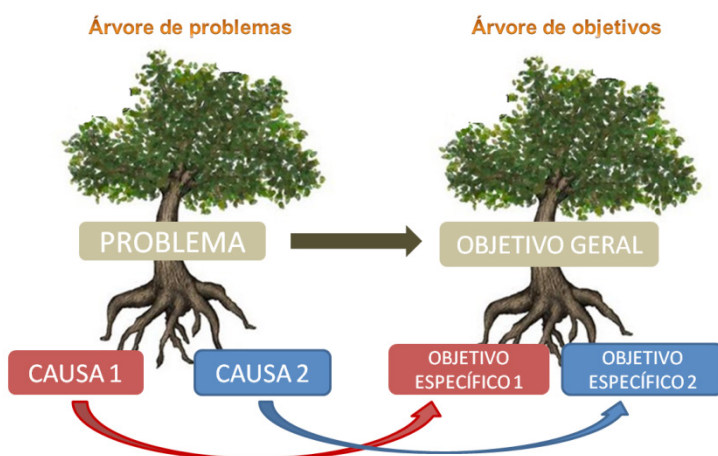 Árvore de problemas
Árvore de objetivos
PROBLEMA
OBJETIVO GERAL
CAUSA 1
CAUSA 2
OBJETIVO
ESPECÍFICO 1
OBJETIVO
ESPECÍFICO 2